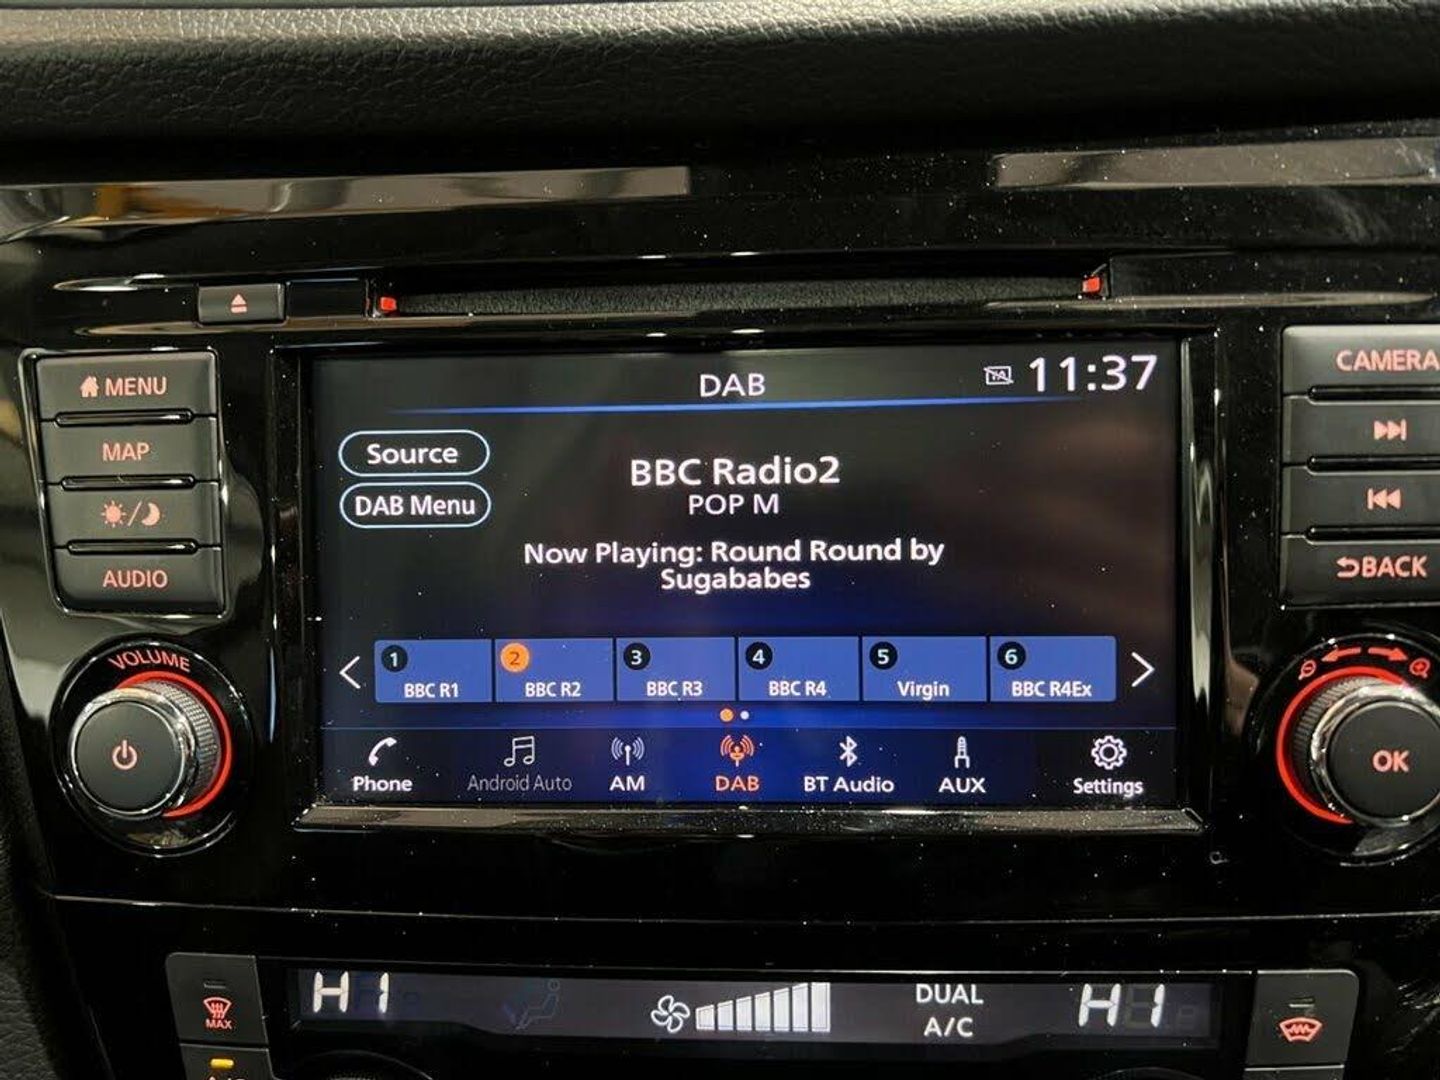 MENU
MAP
AUDIO
VOLUME
DAB
TA
11:37
Source
DAB Menu
BBC Radio2
POP M
Now Playing: Round Round by
Sugababes
1
BBC R1
2
BBC R2
3
BBC R3
4
BBC R4
5
Virgin
6
BBC R4Ex
Phone
Android Auto
AM
DAB
BT Audio
AUX
Settings
CAMERA
BACK
OK
MAX
HI
DUAL
A/C
HI